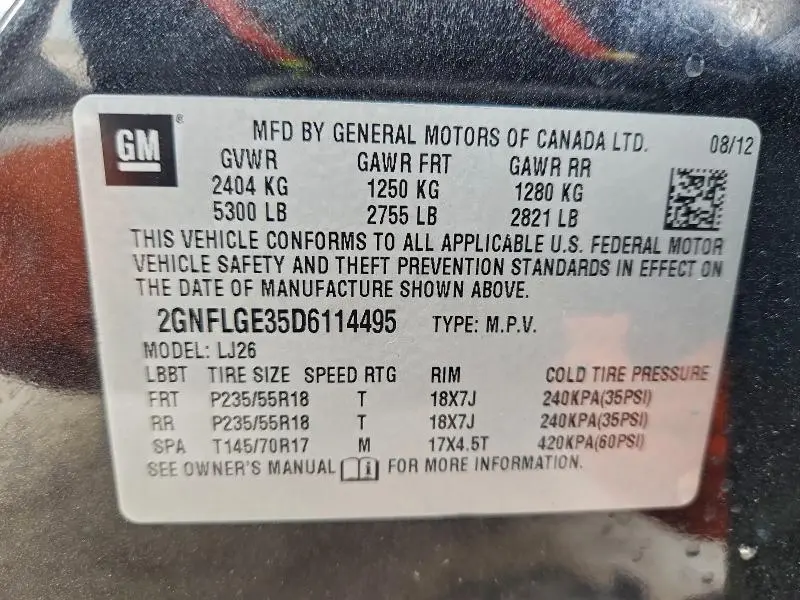 GM ®
MFD BY GENERAL MOTORS OF CANADA LTD. 08/12
GVWR GAWR FRT GAWR RR
2404 KG 1250 KG 1280 KG
5300 LB 2755 LB 2821 LB
THIS VEHICLE CONFORMS TO ALL APPLICABLE U.S. FEDERAL MOTOR
VEHICLE SAFETY AND THEFT PREVENTION STANDARDS IN EFFECT ON
THE DATE OF MANUFACTURE SHOWN ABOVE.
2GNFLGE35D6114495 TYPE: M.P.V.
MODEL: LJ26
LBBT TIRE SIZE SPEED RTG RIM COLD TIRE PRESSURE
FRT P235/55R18 T 18X7J 240KPA(35PSI)
RR P235/55R18 T 18X7J 240KPA(35PSI)
SPA T145/70R17 M 17X4.5T 420KPA(60PSI)
SEE OWNER'S MANUAL i FOR MORE INFORMATION.